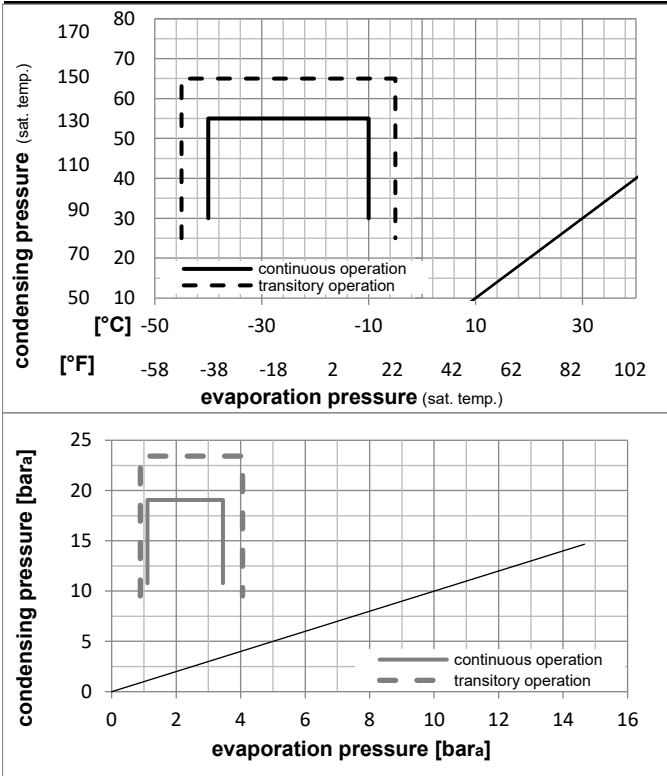 condensing pressure (sat. temp.)
170 80
150 70
60
130 50
110 40
90 30
70 20
50 10
continuous operation
transitory operation
[°C] -50 -30 -10 10 30
[°F] -58 -38 -18 2 22 42 62 82 102
evaporation pressure (sat. temp.)
condensing pressure [bara]
25
20
15
10
5
0
continuous operation
transitory operation
0 2 4 6 8 10 12 14 16
evaporation pressure [bara]